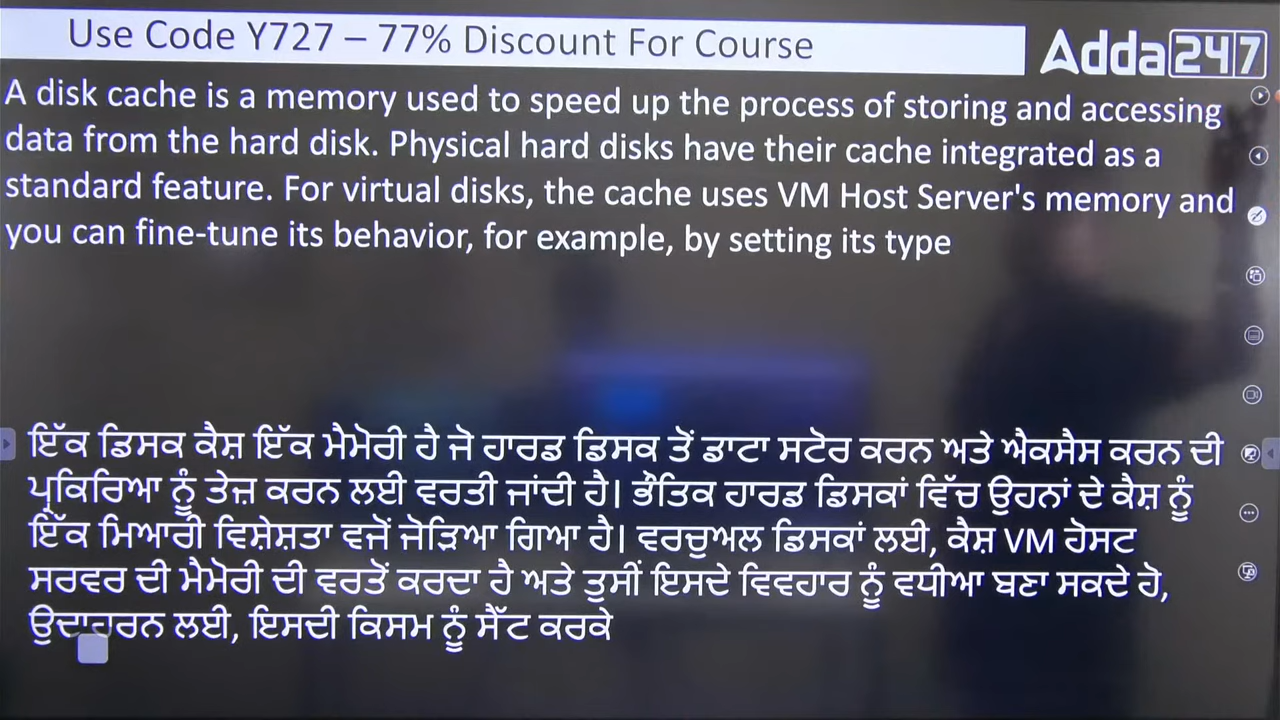 Use Code Y727 – 77% Discount For Course
Adda247
A disk cache is a memory used to speed up the process of storing and accessing
data from the hard disk. Physical hard disks have their cache integrated as a
standard feature. For virtual disks, the cache uses VM Host Server's memory and
you can fine-tune its behavior, for example, by setting its type
ਇੱਕ ਡਿਸਕ ਕੈਸ਼ ਇੱਕ ਮੈਮੋਰੀ ਹੈ ਜੋ ਹਾਰਡ ਡਿਸਕ ਤੋਂ ਡਾਟਾ ਸਟੋਰ ਕਰਨ ਅਤੇ ਐਕਸੈਸ ਕਰਨ ਦੀ
ਪ੍ਰਕਿਰਿਆ ਨੂੰ ਤੇਜ਼ ਕਰਨ ਲਈ ਵਰਤੀ ਜਾਂਦੀ ਹੈ। ਭੌਤਿਕ ਹਾਰਡ ਡਿਸਕਾਂ ਵਿੱਚ ਉਹਨਾਂ ਦੇ ਕੈਸ਼ ਨੂੰ
ਇੱਕ ਮਿਆਰੀ ਵਿਸ਼ੇਸ਼ਤਾ ਵਜੋਂ ਜੋੜਿਆ ਗਿਆ ਹੈ। ਵਰਚੁਅਲ ਡਿਸਕਾਂ ਲਈ, ਕੈਸ਼ VM ਹੋਸਟ
ਸਰਵਰ ਦੀ ਮੈਮੋਰੀ ਦੀ ਵਰਤੋਂ ਕਰਦਾ ਹੈ ਅਤੇ ਤੁਸੀਂ ਇਸਦੇ ਵਿਵਹਾਰ ਨੂੰ ਵਧੀਆ ਬਣਾ ਸਕਦੇ ਹੋ,
ਉਦਾਹਰਨ ਲਈ, ਇਸਦੀ ਕਿਸਮ ਨੂੰ ਸੈੱਟ ਕਰਕੇ